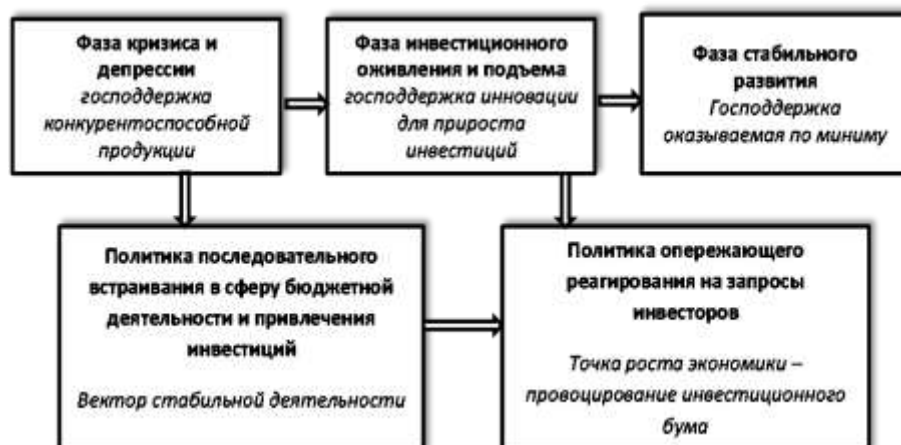 Фаза кризиса и
депрессии
господдержка
конкурентоспособной
продукции
Фаза инвестиционного
оживления и подъема
господдержка инновации
для прироста
инвестиций
Фаза стабильного
развития
Господдержка
оказываемая по миниму
Политика последовательного
встраивания в сферу бюджетной
деятельности и привлечения
инвестиций
Вектор стабильной деятельности
Политика опережающего
реагирования на запросы
инвесторов
Точка роста экономики –
провоцирование инвестиционного
бума